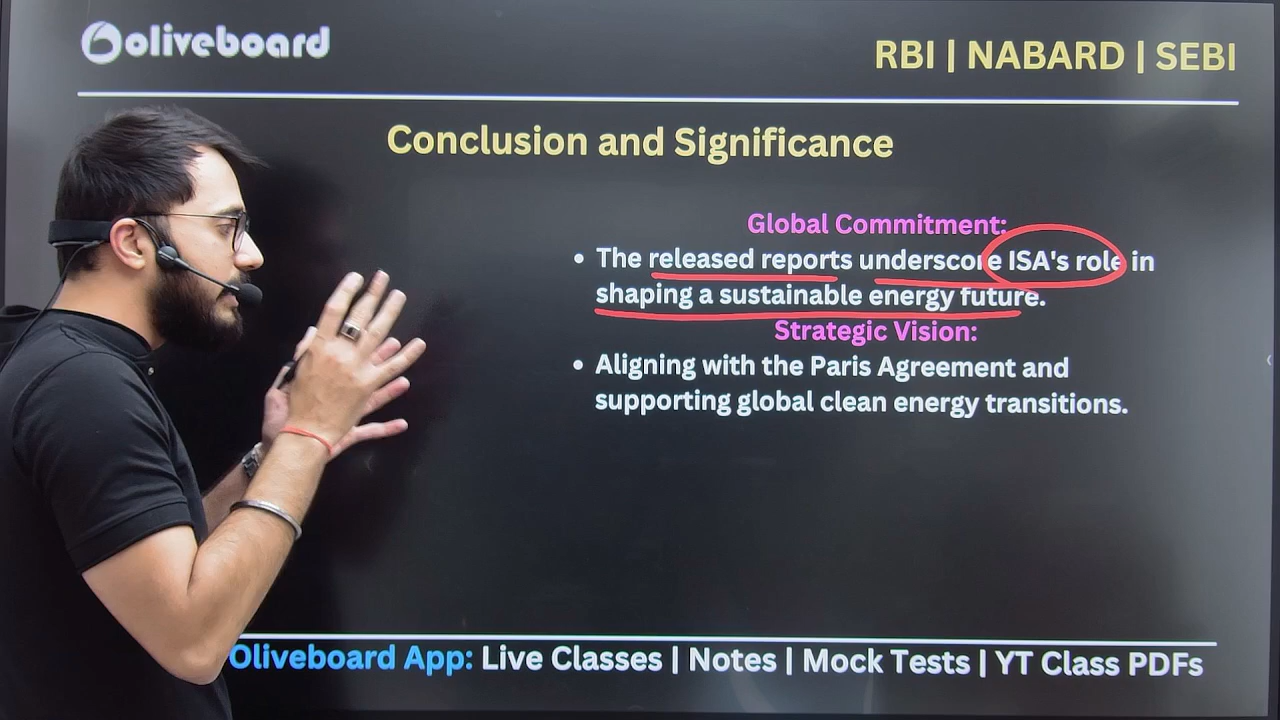 oliveboard
RBI | NABARD | SEBI
Conclusion and Significance
Global Commitment:
• The released reports underscore ISA's role in
shaping a sustainable energy future.
Strategic Vision:
• Aligning with the Paris Agreement and
supporting global clean energy transitions.
Oliveboard App: Live Classes | Notes | Mock Tests | YT Class PDFs